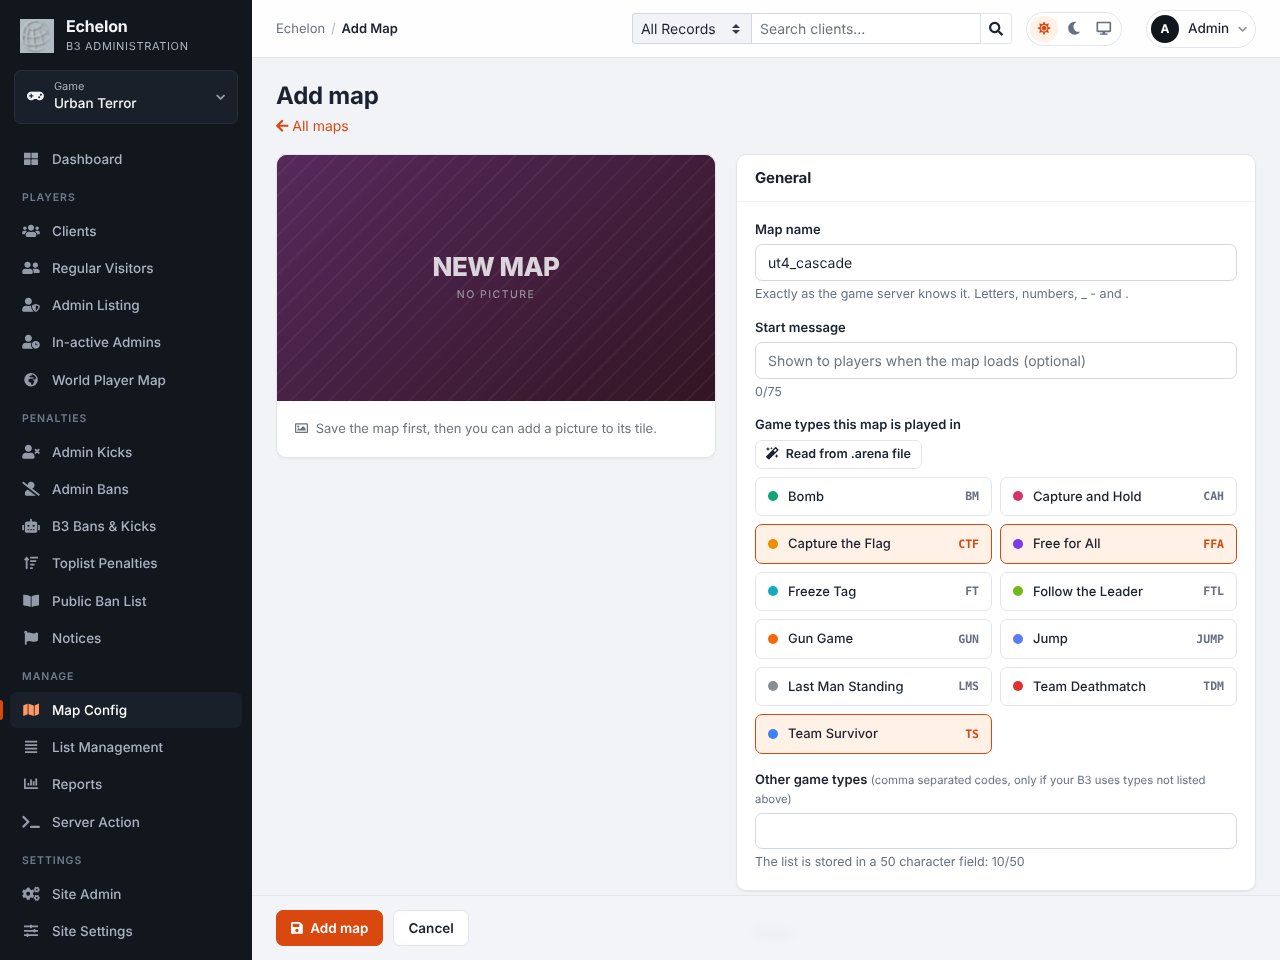 Echelon
B3 ADMINISTRATION
Game
Urban Terror
Dashboard
PLAYERS
Clients
Regular Visitors
Admin Listing
In-active Admins
World Player Map
PENALTIES
Admin Kicks
Admin Bans
B3 Bans & Kicks
Toplist Penalties
Public Ban List
Notices
MANAGE
Map Config
List Management
Reports
Server Action
SETTINGS
Site Admin
Site Settings
Echelon / Add Map
All Records
Search clients...
A
Admin
Add map
All maps
NEW MAP
NO PICTURE
Save the map first, then you can add a picture to its tile.
General
Map name
ut4_cascade
Exactly as the game server knows it. Letters, numbers, _ - and .
Start message
Shown to players when the map loads (optional)
0/75
Game types this map is played in
Read from .arena file
Bomb BM
Capture and Hold CAH
Capture the Flag CTF
Free for All FFA
Freeze Tag FT
Follow the Leader FTL
Gun Game GUN
Jump JUMP
Last Man Standing LMS
Team Deathmatch TDM
Team Survivor TS
Other game types (comma separated codes, only if your B3 uses types not listed
above)
The list is stored in a 50 character field: 10/50
Add map
Cancel